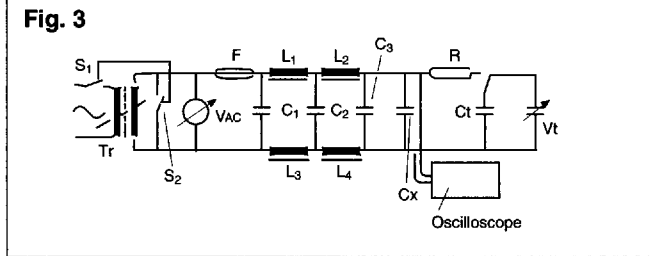 Fig. 3
S1 F L1 L2 C3 R
VAC C1 C2 Ct Vt
Tr S2 L3 L4 Cx
Oscilloscope